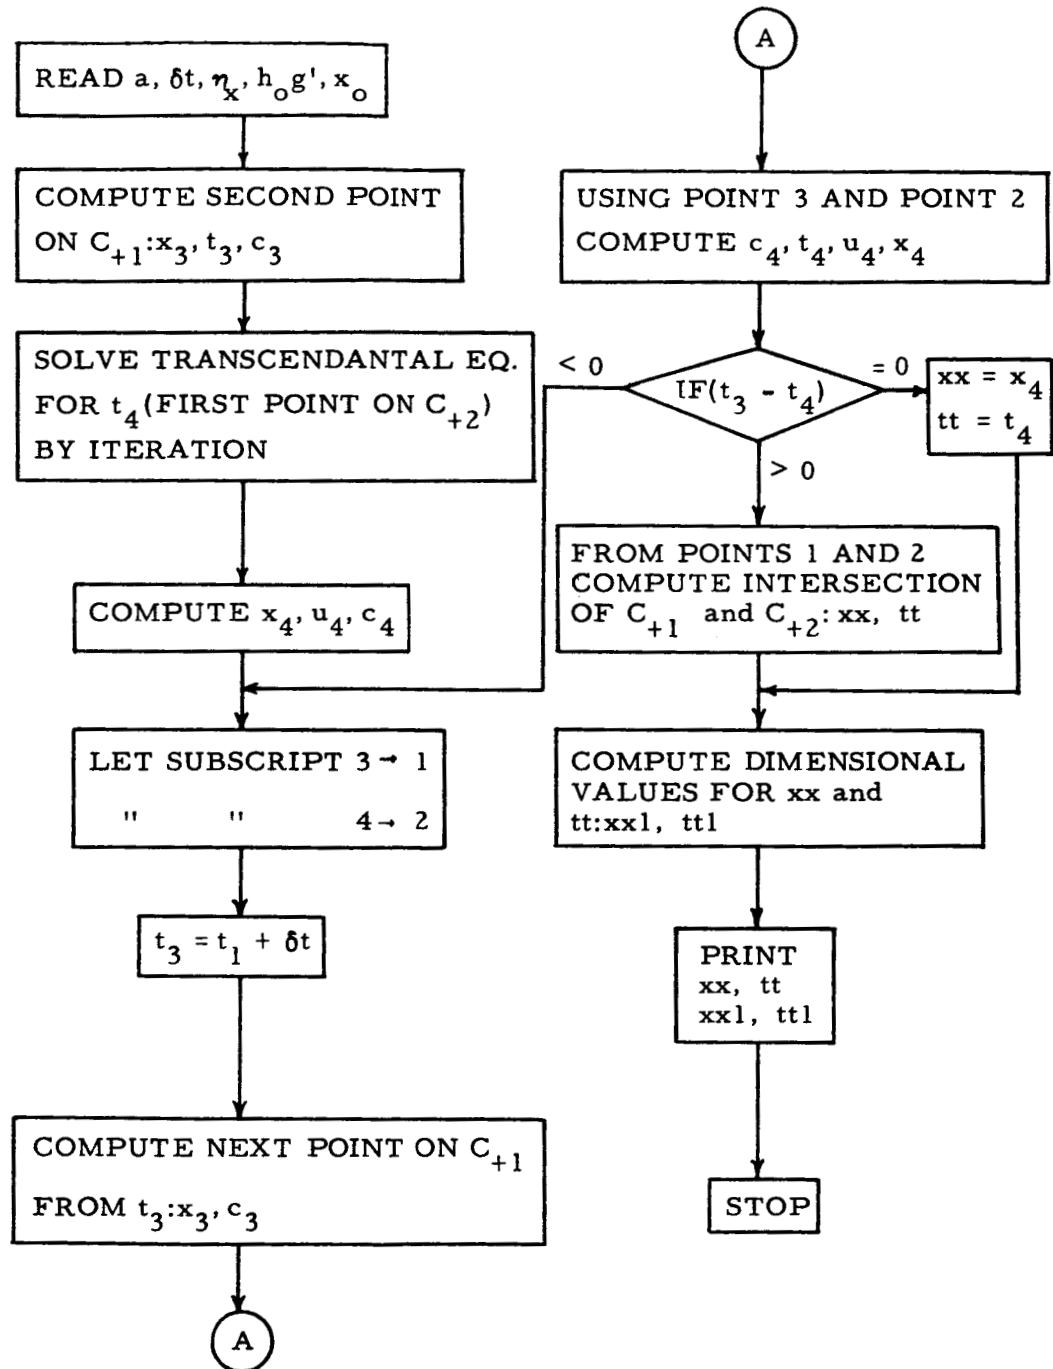 READ a, δt, η_x, h_o g', x_o
COMPUTE SECOND POINT
ON C_+1:x_3, t_3, c_3
SOLVE TRANSCENDANTAL EQ.
FOR t_4 (FIRST POINT ON C_+2)
BY ITERATION
COMPUTE x_4, u_4, c_4
LET SUBSCRIPT 3→ 1
" " 4→ 2
t_3 = t_1 + δt
COMPUTE NEXT POINT ON C_+1
FROM t_3:x_3, c_3
A
A
USING POINT 3 AND POINT 2
COMPUTE c_4, t_4, u_4, x_4
< 0
IF(t_3 - t_4)
= 0
xx = x_4
tt = t_4
> 0
FROM POINTS 1 AND 2
COMPUTE INTERSECTION
OF C_+1 and C_+2: xx, tt
COMPUTE DIMENSIONAL
VALUES FOR xx and
tt:xx1, tt1
PRINT
xx, tt
xx1, tt1
STOP